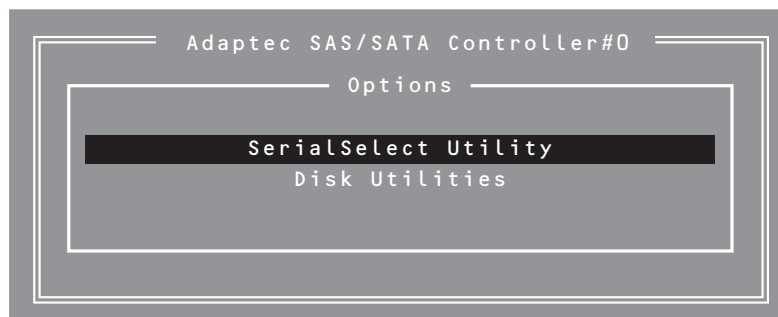 Adaptec SAS/SATA Controller#0
Options
SerialSelect Utility
Disk Utilities